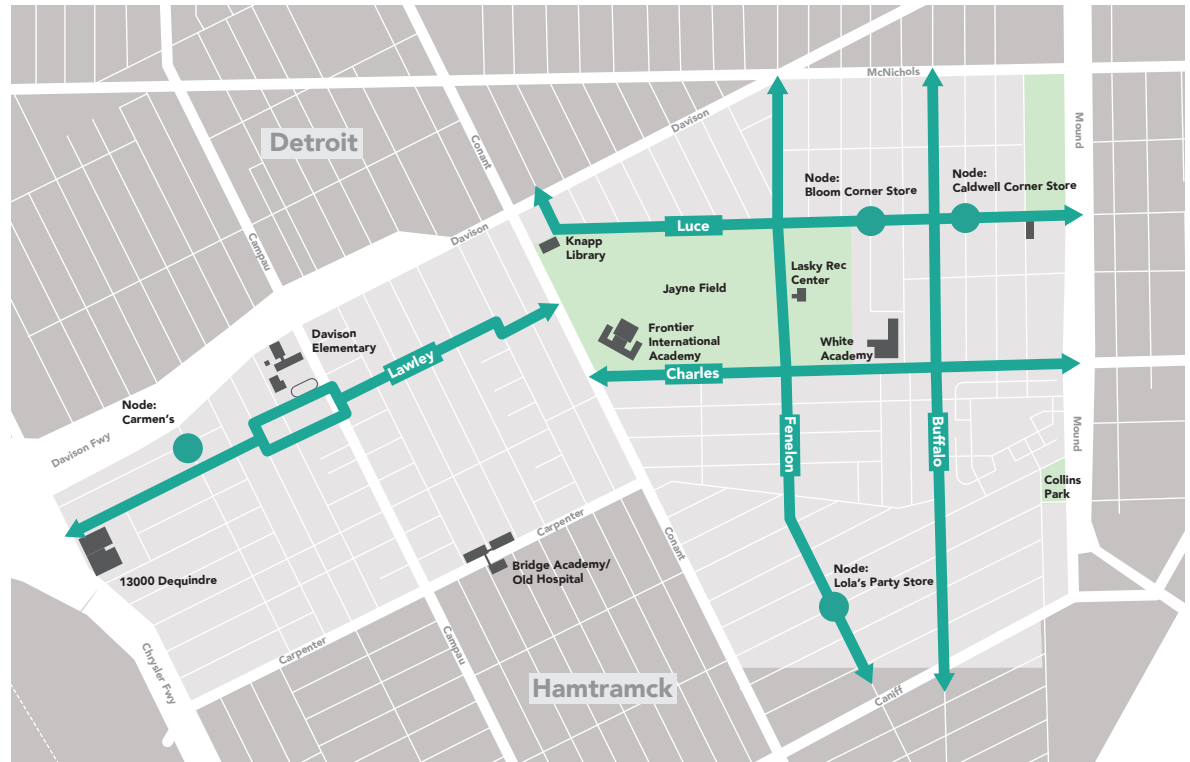 McNichols
Davison
Mound
Detroit
Conant
Node:
Bloom Corner Store
Node:
Caldwell Corner Store
Luce
Davison
Campau
Knapp
Library
Lasky Rec
Center
Jayne Field
Davison
Elementary
Frontier
International
Academy
White
Academy
Lawley
Charles
Node:
Carmen's
Davison Fwy
Fenelon
Buffalo
Mound
Collins
Park
Carpenter
Conant
Bridge Academy/
Old Hospital
13000 Dequindre
Node:
Lola's Party Store
Carpenter
Campau
Chrysler Fwy
Hamtramck
Caniff